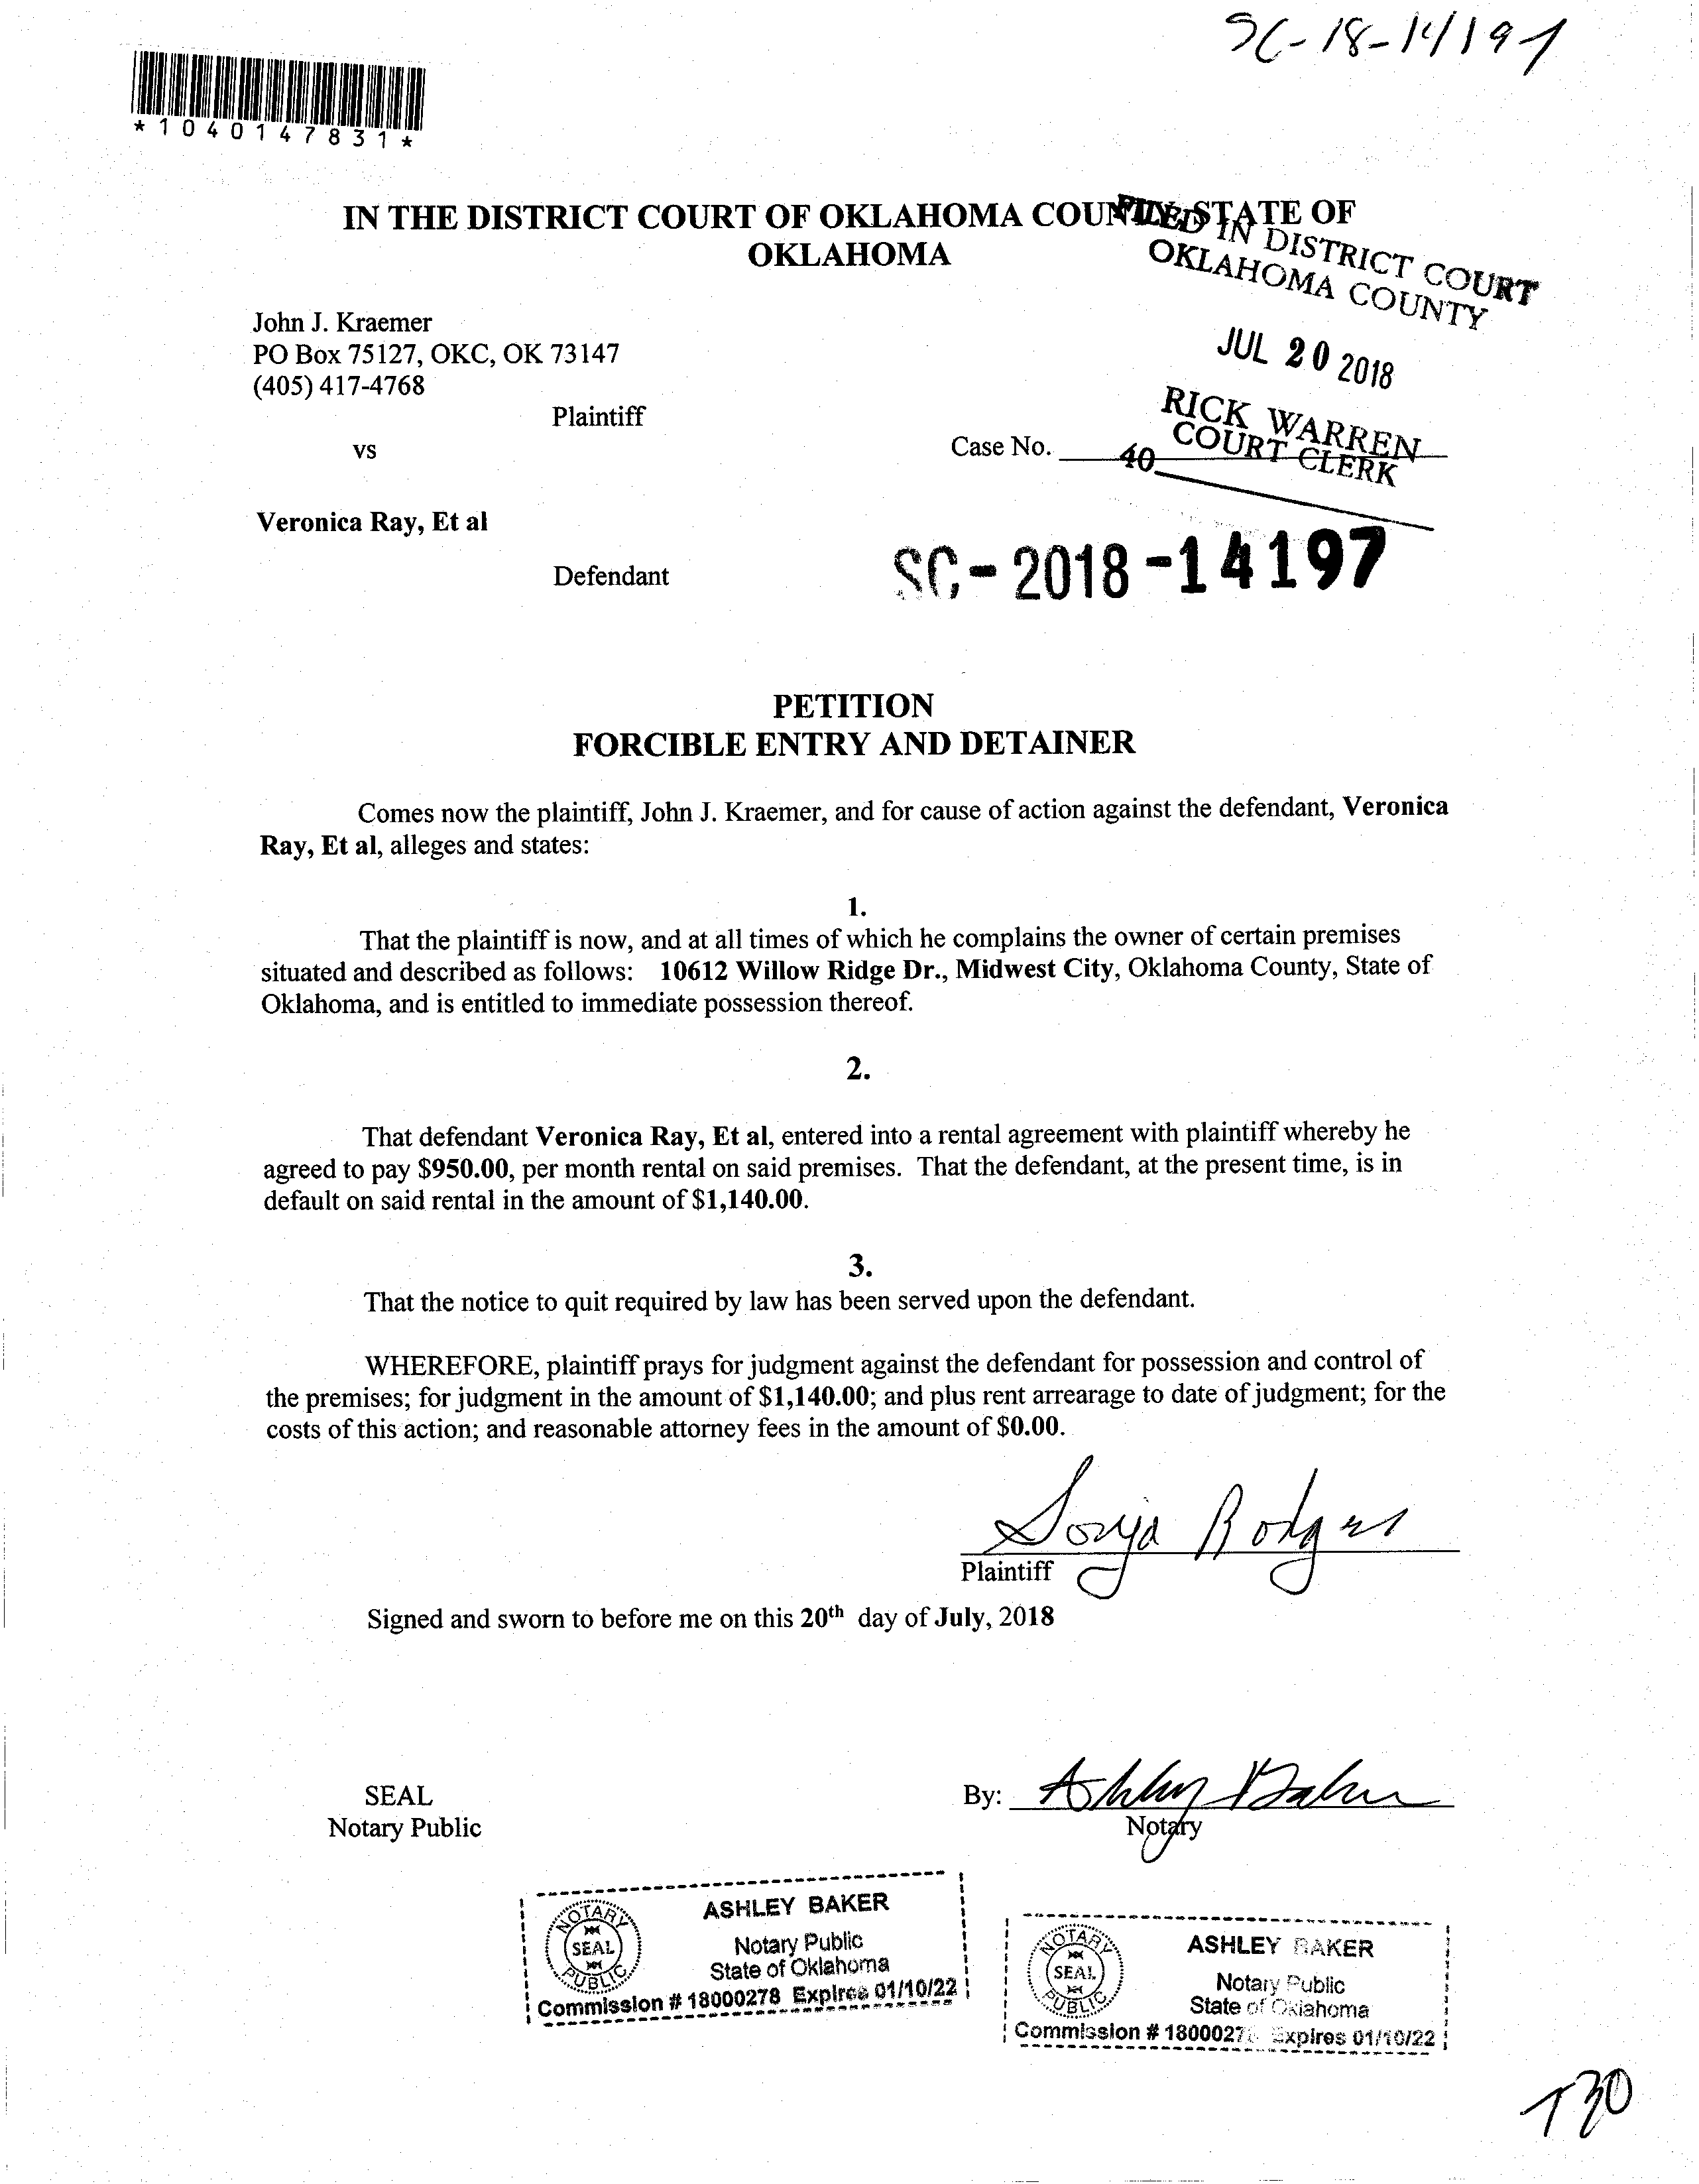 SC-18-14197
*1040147831*
IN THE DISTRICT COURT OF OKLAHOMA COUNTY, STATE OF
OKLAHOMA
FILED IN DISTRICT COURT
OKLAHOMA COUNTY
John J. Kraemer
PO Box 75127, OKC, OK 73147
(405) 417-4768
JUL 20 2018
Plaintiff
RICK WARREN
COURT CLERK
vs
Case No.
40
Veronica Ray, Et al
Defendant
SC-2018-14197
PETITION
FORCIBLE ENTRY AND DETAINER
Comes now the plaintiff, John J. Kraemer, and for cause of action against the defendant, Veronica
Ray, Et al, alleges and states:
1.
That the plaintiff is now, and at all times of which he complains the owner of certain premises
situated and described as follows: 10612 Willow Ridge Dr., Midwest City, Oklahoma County, State of
Oklahoma, and is entitled to immediate possession thereof.
2.
That defendant Veronica Ray, Et al, entered into a rental agreement with plaintiff whereby he
agreed to pay $950.00, per month rental on said premises. That the defendant, at the present time, is in
default on said rental in the amount of $1,140.00.
3.
That the notice to quit required by law has been served upon the defendant.
WHEREFORE, plaintiff prays for judgment against the defendant for possession and control of
the premises; for judgment in the amount of $1,140.00; and plus rent arrearage to date of judgment; for the
costs of this action; and reasonable attorney fees in the amount of $0.00.
Sonja Rodgers
Plaintiff
Signed and sworn to before me on this 20th day of July, 2018
SEAL
Notary Public
By: Ashley Baker
Notary
NOTARY
SEAL
PUBLIC
ASHLEY BAKER
Notary Public
State of Oklahoma
Commission # 18000278 Expires 01/10/22
NOTARY
SEAL
PUBLIC
ASHLEY BAKER
Notary Public
State of Oklahoma
Commission # 1800027 Expires 01/10/22